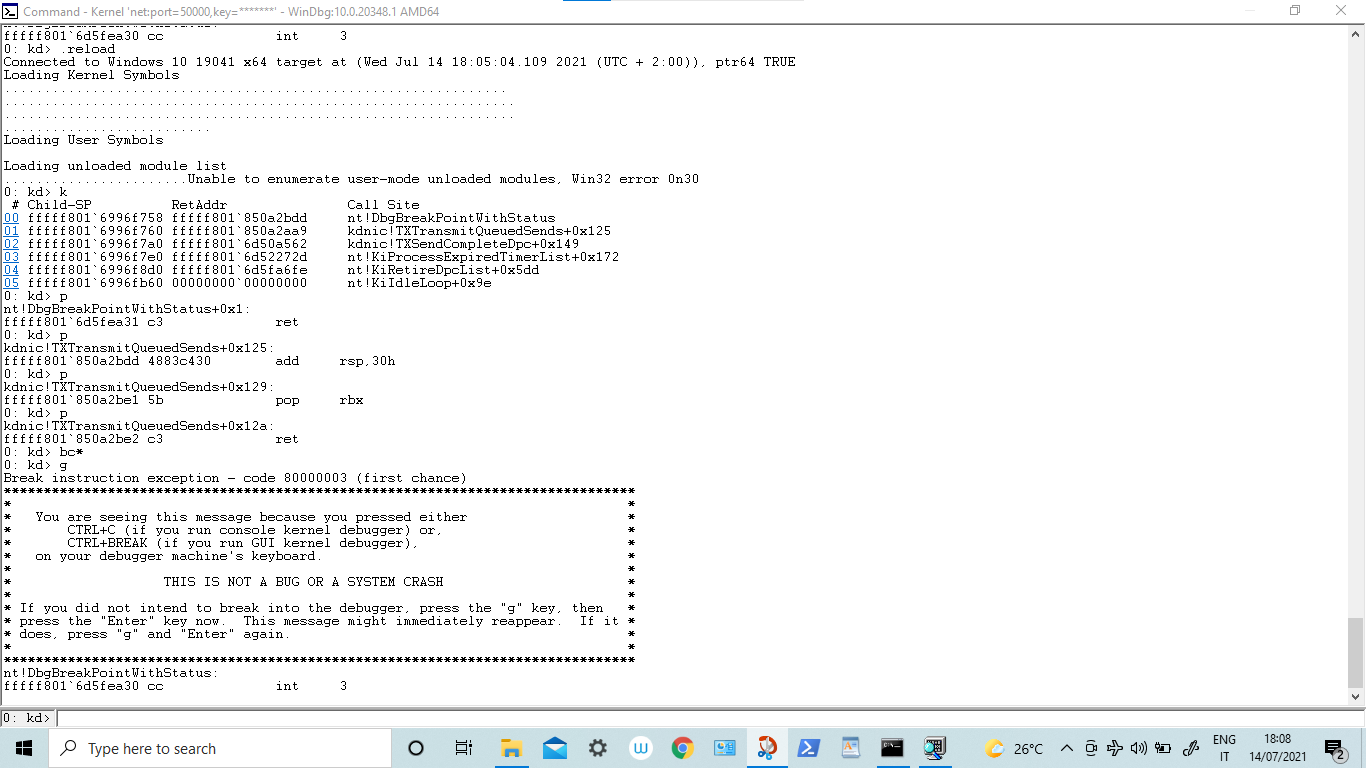 Command - Kernel 'net:port=50000,key=*******' - WinDbg:10.0.20348.1 AMD64
fffff801`6d5fea30 cc              int     3
0: kd> .reload
Connected to Windows 10 19041 x64 target at (Wed Jul 14 18:05:04.109 2021 (UTC + 2:00)), ptr64 TRUE
Loading Kernel Symbols
...............................................................
................................................................
................................................................
..........................
Loading User Symbols
Loading unloaded module list
.......................Unable to enumerate user-mode unloaded modules, Win32 error 0n30
0: kd> k
 # Child-SP          RetAddr               Call Site
00 fffff801`6996f758 fffff801`850a2bdd     nt!DbgBreakPointWithStatus
01 fffff801`6996f760 fffff801`850a2aa9     kdnic!TXTransmitQueuedSends+0x125
02 fffff801`6996f7a0 fffff801`6d50a562     kdnic!TXSendCompleteDpc+0x149
03 fffff801`6996f7e0 fffff801`6d52272d     nt!KiProcessExpiredTimerList+0x172
04 fffff801`6996f8d0 fffff801`6d5fa6fe     nt!KiRetireDpcList+0x5dd
05 fffff801`6996fb60 00000000`00000000     nt!KiIdleLoop+0x9e
0: kd> p
nt!DbgBreakPointWithStatus+0x1:
fffff801`6d5fea31 c3              ret
0: kd> p
kdnic!TXTransmitQueuedSends+0x125:
fffff801`850a2bdd 4883c430        add     rsp,30h
0: kd> p
kdnic!TXTransmitQueuedSends+0x129:
fffff801`850a2be1 5b              pop     rbx
0: kd> p
kdnic!TXTransmitQueuedSends+0x12a:
fffff801`850a2be2 c3              ret
0: kd> bc*
0: kd> g
Break instruction exception - code 80000003 (first chance)
*******************************************************************************
*                                                                             *
*   You are seeing this message because you pressed either                    *
*       CTRL+C (if you run console kernel debugger) or,                       *
*       CTRL+BREAK (if you run GUI kernel debugger),                          *
*   on your debugger machine's keyboard.                                      *
*                                                                             *
*                   THIS IS NOT A BUG OR A SYSTEM CRASH                       *
*                                                                             *
* If you did not intend to break into the debugger, press the "g" key, then   *
* press the "Enter" key now.  This message might immediately reappear.  If it *
* does, press "g" and "Enter" again.                                          *
*                                                                             *
*******************************************************************************
nt!DbgBreakPointWithStatus:
fffff801`6d5fea30 cc              int     3
0: kd>
Type here to search
26°C
ENG
IT
18:08
14/07/2021
2